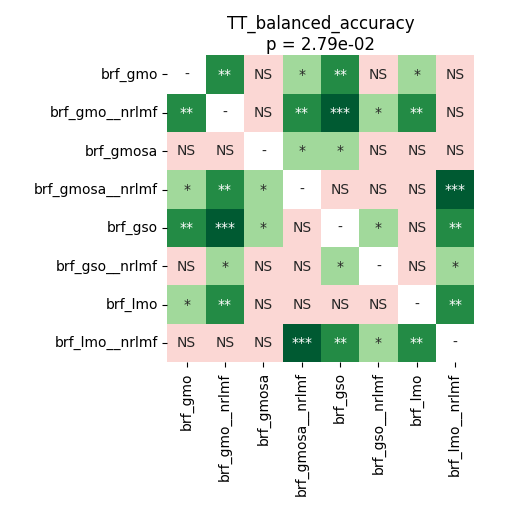 TT_balanced_accuracy
p = 2.79e-02
brf_gmo - ** NS * ** NS * NS
brf_gmo__nrlmf ** - NS ** *** * ** NS
brf_gmosa NS NS - * * NS NS NS
brf_gmosa__nrlmf * ** * - NS NS NS ***
brf_gso ** *** * NS - * NS **
brf_gso__nrlmf NS * NS NS * - NS *
brf_lmo * ** NS NS NS NS - **
brf_lmo__nrlmf NS NS NS *** ** * ** -
brf_gmo
brf_gmo__nrlmf
brf_gmosa
brf_gmosa__nrlmf
brf_gso
brf_gso__nrlmf
brf_lmo
brf_lmo__nrlmf